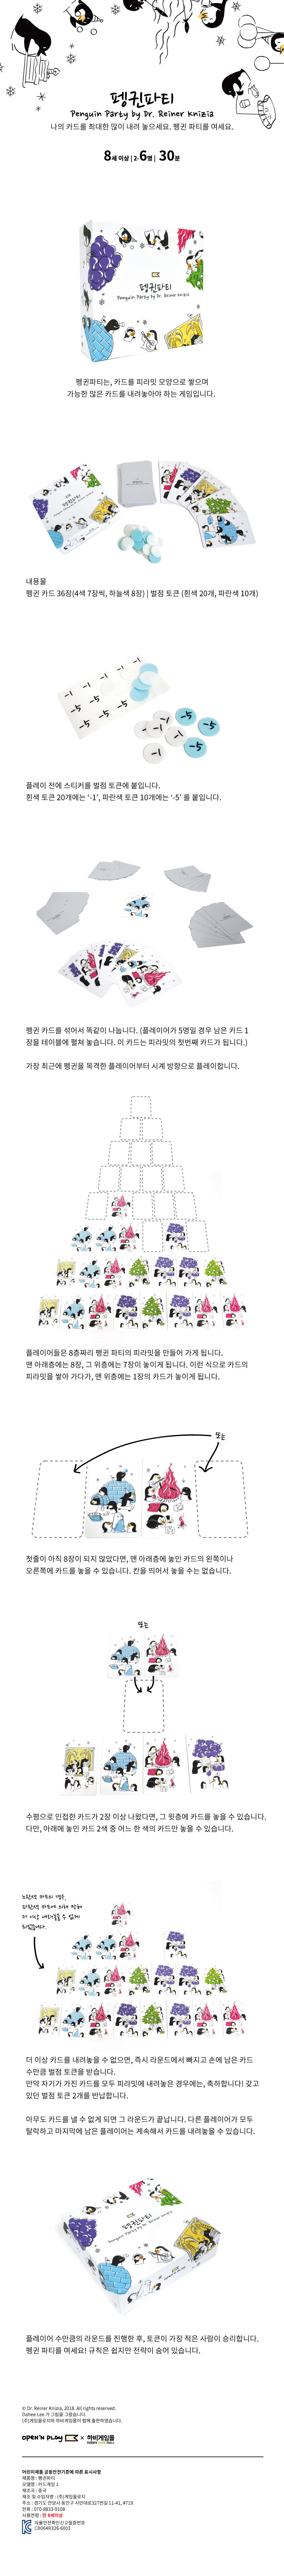 펭귄파티
Penguin Party by Dr. Reiner Knizia
나의 카드를 최대한 많이 내려 놓으세요. 펭귄 파티를 여세요.
8세 이상 | 2-6명 | 30분
펭귄파티
Penguin Party by Dr. Reiner Knizia
펭귄파티는, 카드를 피라밋 모양으로 쌓으며
가능한 많은 카드를 내려놓아야 하는 게임입니다.
내용물
펭귄 카드 36장(4색 7장씩, 하늘색 8장) | 벌점 토큰 (흰색 20개, 파란색 10개)
-1 -1 -1 -1 -1
-5 -5 -5 -5
-1 -1 -5 -5 -1 -5
플레이 전에 스티커를 벌점 토큰에 붙입니다.
흰색 토큰 20개에는 ‘-1’, 파란색 토큰 10개에는 ‘-5’ 를 붙입니다.
펭귄 카드를 섞어서 똑같이 나눕니다. (플레이어가 5명일 경우 남은 카드 1
장을 테이블에 펼쳐 놓습니다. 이 카드는 피라밋의 첫번째 카드가 됩니다.)
가장 최근에 펭귄을 목격한 플레이어부터 시계 방향으로 플레이합니다.
플레이어들은 8층짜리 펭귄 파티의 피라밋을 만들어 가게 됩니다.
맨 아래층에는 8장, 그 위층에는 7장이 놓이게 됩니다. 이런 식으로 카드의
피라밋을 쌓아 가다가, 맨 위층에는 1장의 카드가 놓이게 됩니다.
또는
첫줄이 아직 8장이 되지 않았다면, 맨 아래층에 놓인 카드의 왼쪽이나
오른쪽에 카드를 놓을 수 있습니다. 칸을 띄어서 놓을 수는 없습니다.
또는
수평으로 인접한 카드가 2장 이상 나왔다면, 그 윗층에 카드를 놓을 수 있습니다.
다만, 아래에 놓인 카드 2색 중 어느 한 색의 카드만 놓을 수 있습니다.
노란색 카드의 경우,
파란색 카드에 의해 막혀
더 이상 내려놓을 수 없게
되었습니다.
더 이상 카드를 내려놓을 수 없으면, 즉시 라운드에서 빠지고 손에 남은 카드
수만큼 벌점 토큰을 받습니다.
만약 자기가 가진 카드를 모두 피라밋에 내려놓은 경우에는, 축하합니다! 갖고
있던 벌점 토큰 2개를 반납합니다.
아무도 카드를 낼 수 없게 되면 그 라운드가 끝납니다. 다른 플레이어가 모두
탈락하고 마지막에 남은 플레이어는 계속해서 카드를 내려놓을 수 있습니다.
펭귄파티
Penguin Party by Dr. Reiner Knizia
플레이어 수만큼의 라운드를 진행한 후, 토큰이 가장 적은 사람이 승리합니다.
펭귄 파티를 여세요! 규칙은 쉽지만 전략이 숨어 있습니다.
© Dr. Reiner Knizia, 2018. All rights reserved.
Dahee Lee 가 그림을 그렸습니다.
(주)게임올로지와 하비게임몰이 함께 출판하였습니다.
OPEN'N PLAY × 하비게임몰
HOBBY GAME MALL
어린이제품 공통안전기준에 따른 표시사항
제품명 : 펭귄파티
모델명 : 카드게임 1
제조국 : 중국
제조 및 수입자명 : (주)게임올로지
주소 : 경기도 안양시 동안구 시민대로327번길 11-41, #719
전화 : 070-8833-9108
사용연령 : 만 6세이상
자율안전확인신고필증번호
CB064R326-6003